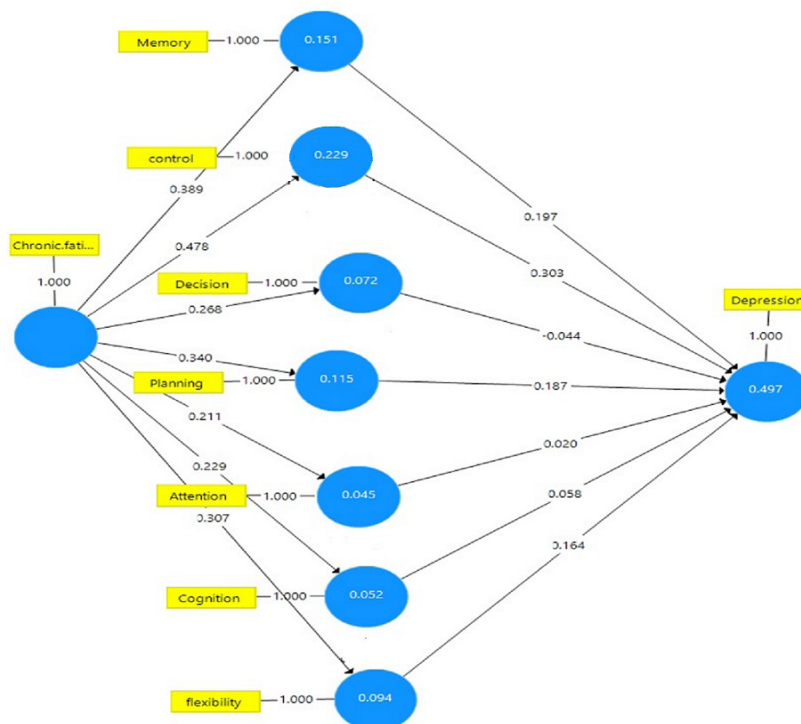 Memory 1.000 0.151
control 1.000 0.229
0.389
0.197
Chronic.fati...
0.478
0.303
1.000
Decision 1.000 0.072
0.268
Depression
-0.044
1.000
0.340
Planning 1.000 0.115
0.187
0.497
0.211
0.020
0.229
0.058
Attention 1.000 0.045
0.307
0.164
Cognition 1.000 0.052
flexibility 1.000 0.094